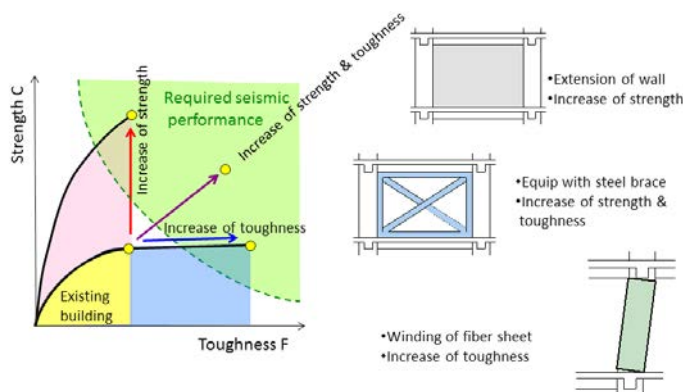 Strength C
Required seismic
performance
Increase of strength
Increase of strength & toughness
Increase of toughness
Existing
building
Toughness F
•Extension of wall
•Increase of strength
•Equip with steel brace
•Increase of strength &
toughness
•Winding of fiber sheet
•Increase of toughness